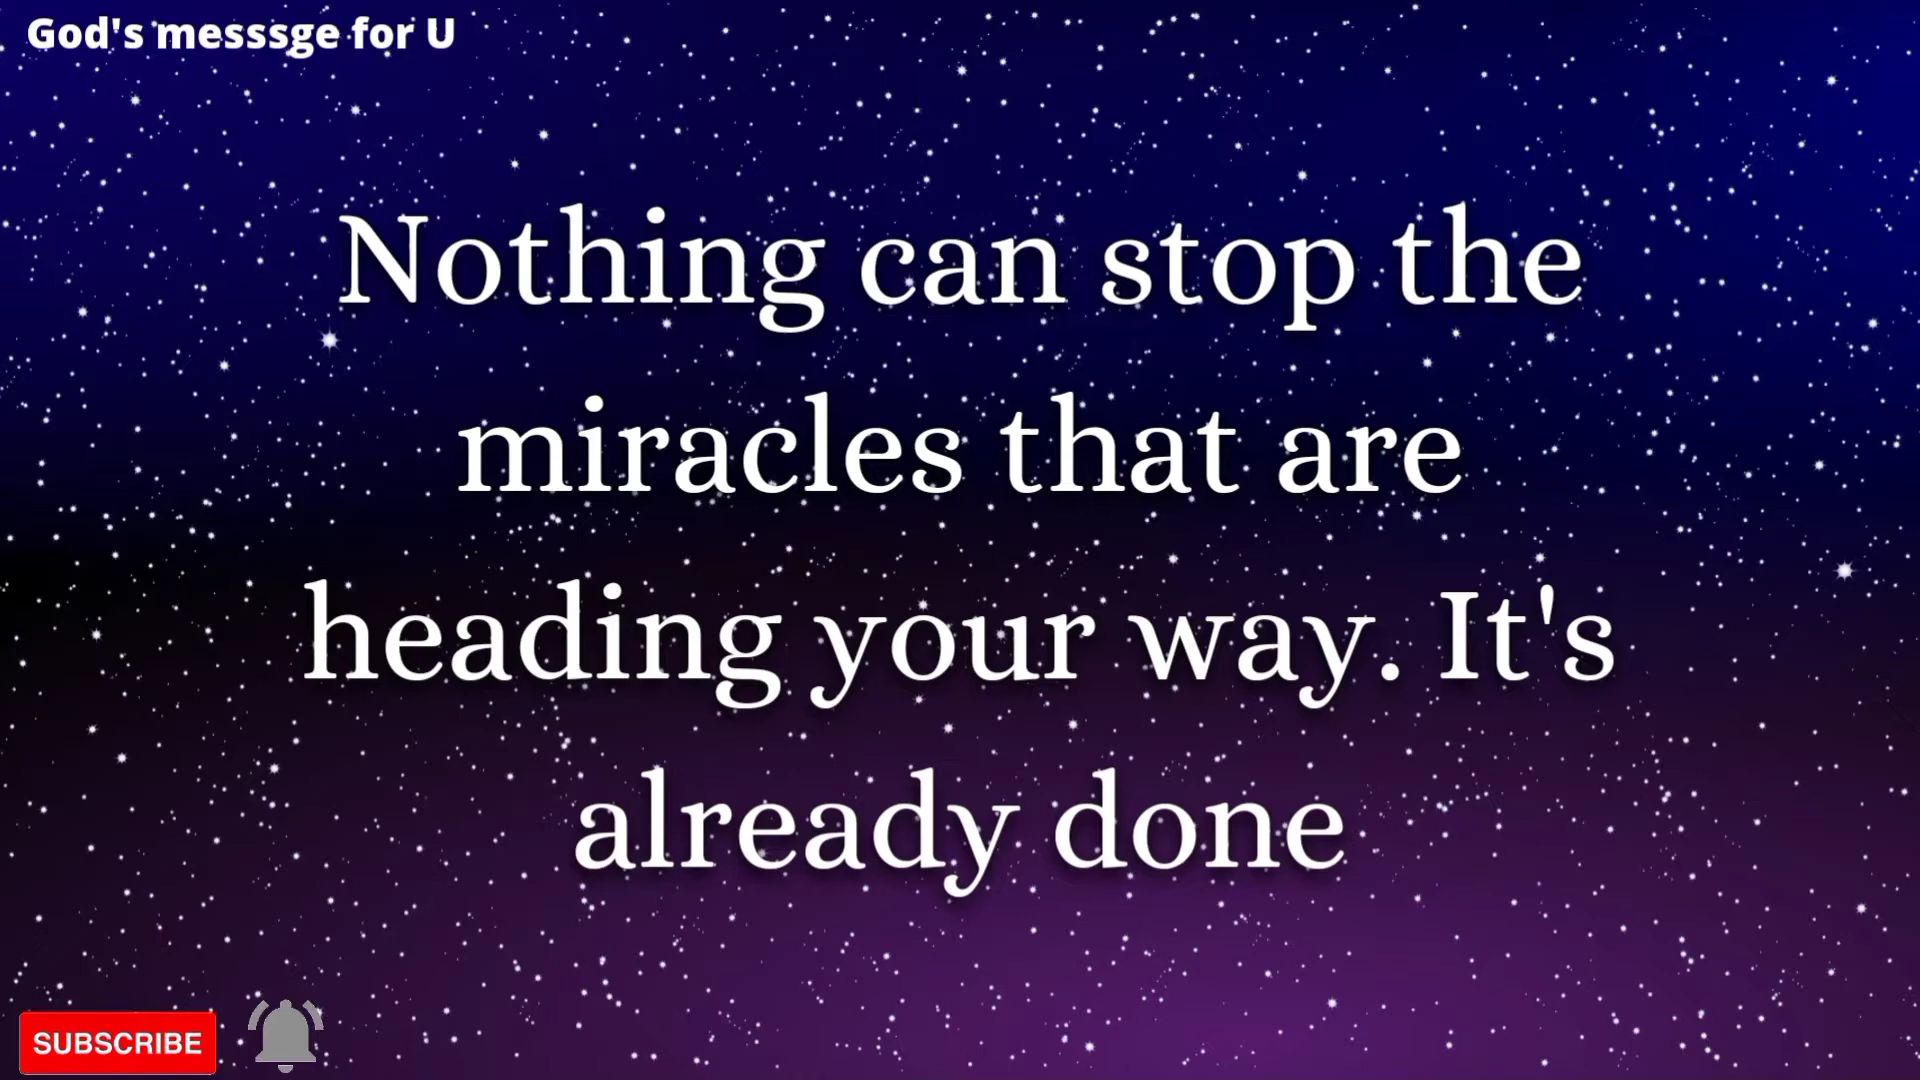 God's messsge for U
Nothing can stop the
miracles that are
heading your way. It's
already done
SUBSCRIBE